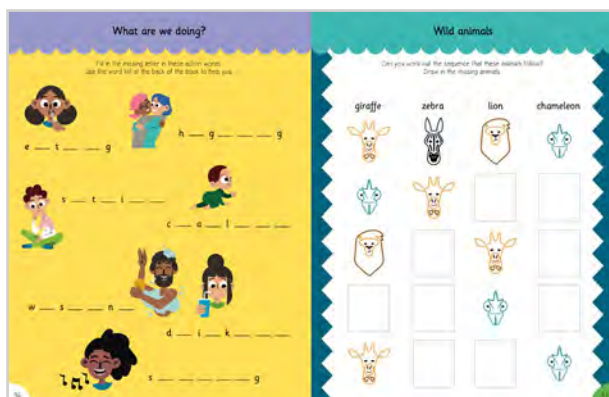 What are we doing?
Fill in the missing letter in these action words.
Use the word list at the back of the book to help you.
e _ t _ _ g
h _ g _ _ _ g
s _ t _ i _ _
c _ a _ l _ _ _
w _ s _ _ n _
d _ i _ k _ _ _
s _ _ _ _ _ g
Wild animals
Can you work out the sequence that these animals follow?
Draw in the missing animals.
giraffe zebra lion chameleon